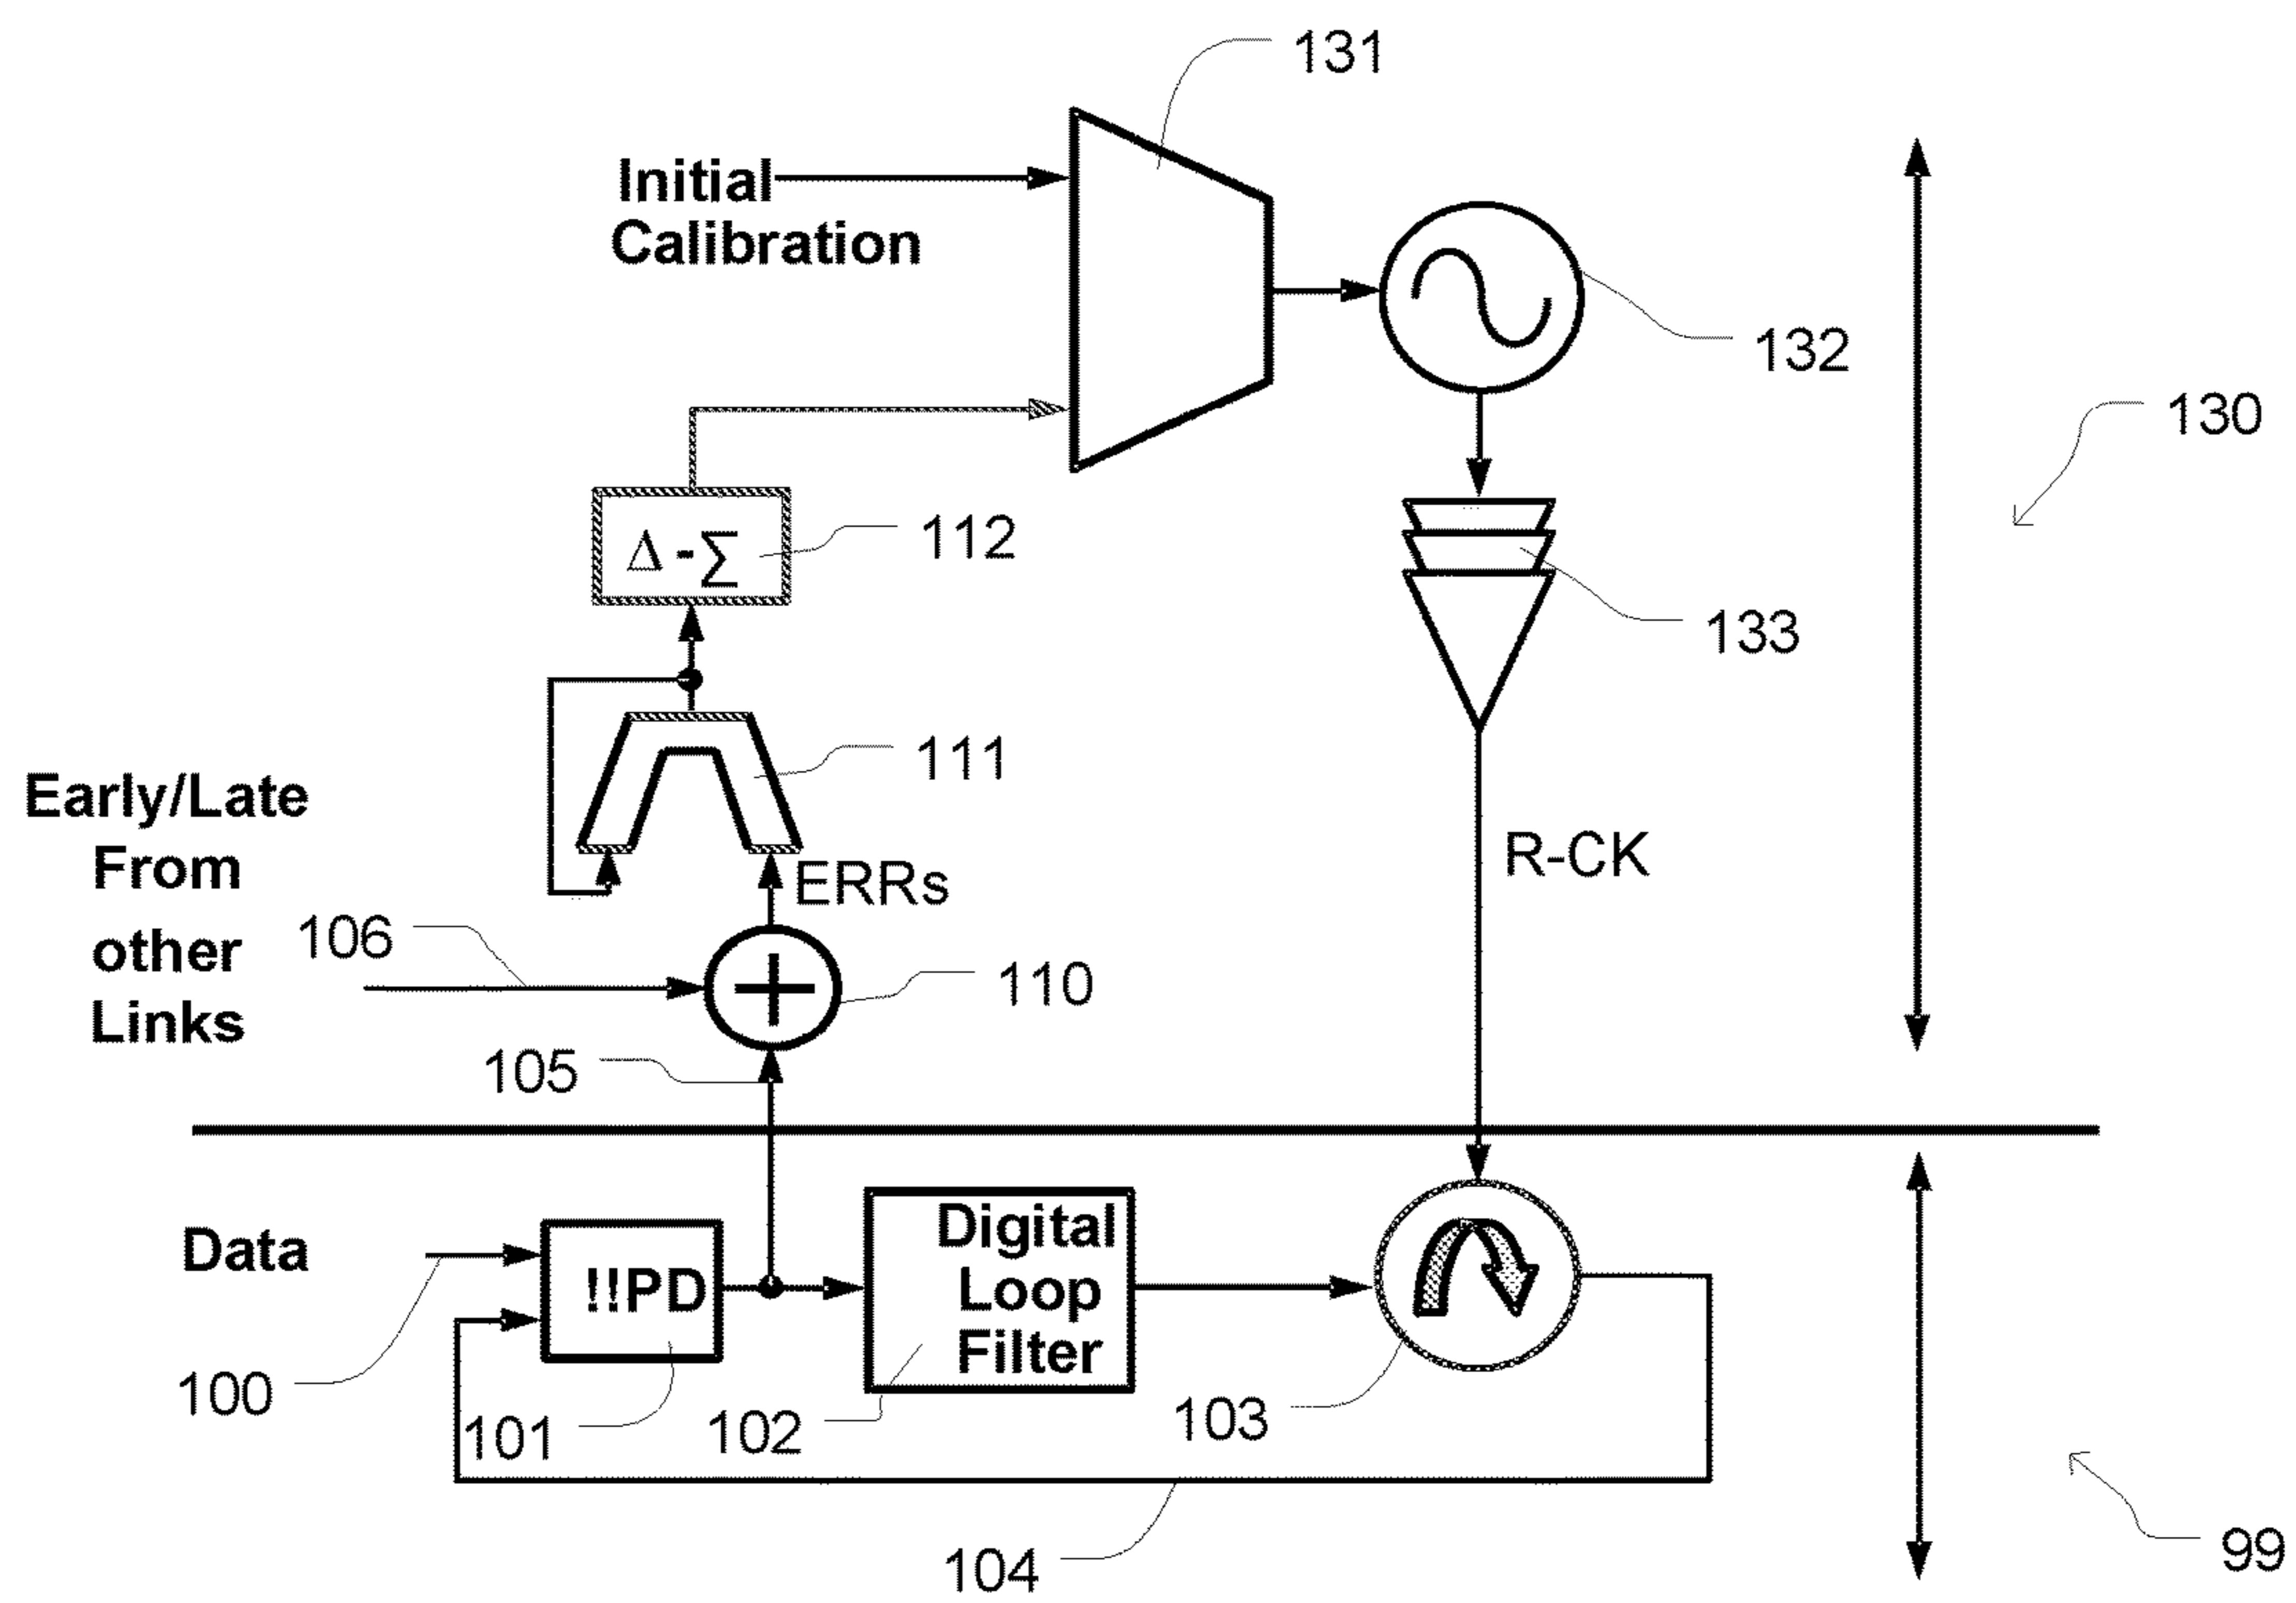 131
Initial
Calibration
132
130
Δ-Σ
112
133
111
Early/Late
From
other
Links
ERRs
R-CK
106
110
105
Data
!!PD
Digital
Loop
Filter
100
101
102
103
104
99